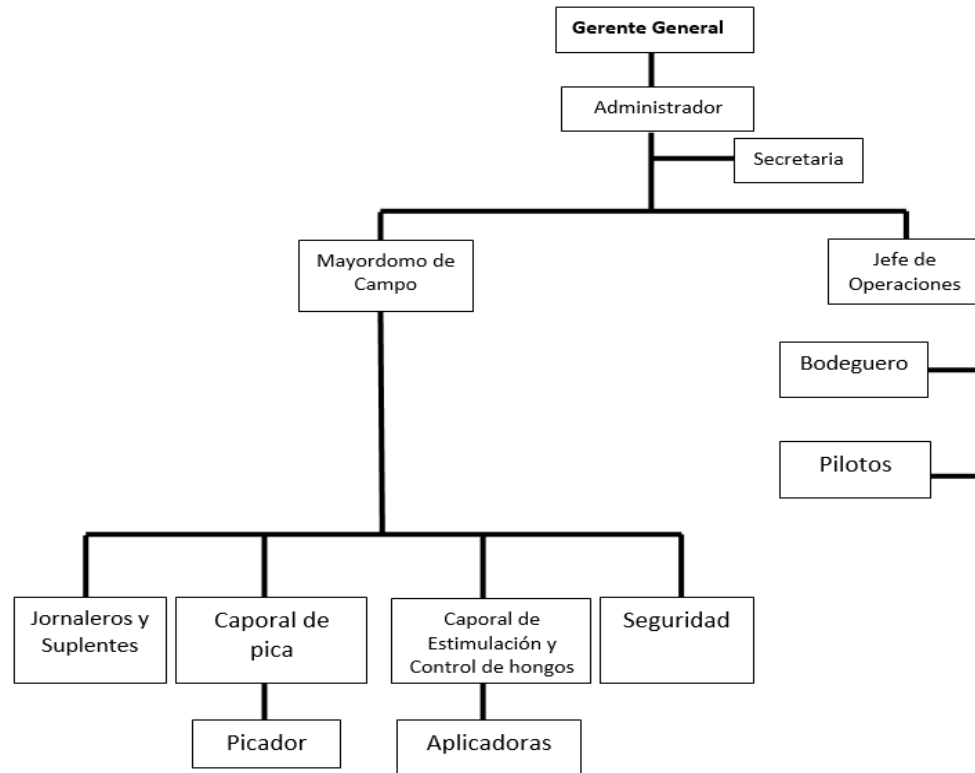 Gerente General
Administrador
Secretaria
Mayordomo de
Campo
Jefe de
Operaciones
Bodeguero
Pilotos
Jornaleros y
Suplentes
Caporal de
pica
Caporal de
Estimulación y
Control de hongos
Seguridad
Picador
Aplicadoras